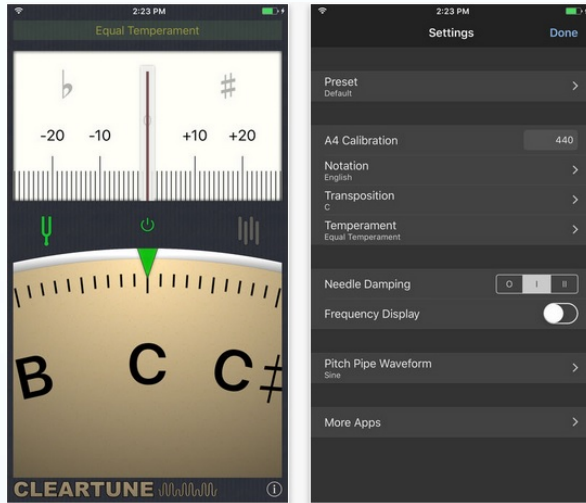 2:23 PM
Equal Temperament
♭ ♯
-20 -10 0 +10 +20
B C C♯
CLEARTUNE
2:23 PM
Settings Done
Preset
Default
A4 Calibration 440
Notation
English
Transposition
C
Temperament
Equal Temperament
Needle Damping O I II
Frequency Display
Pitch Pipe Waveform
Sine
More Apps